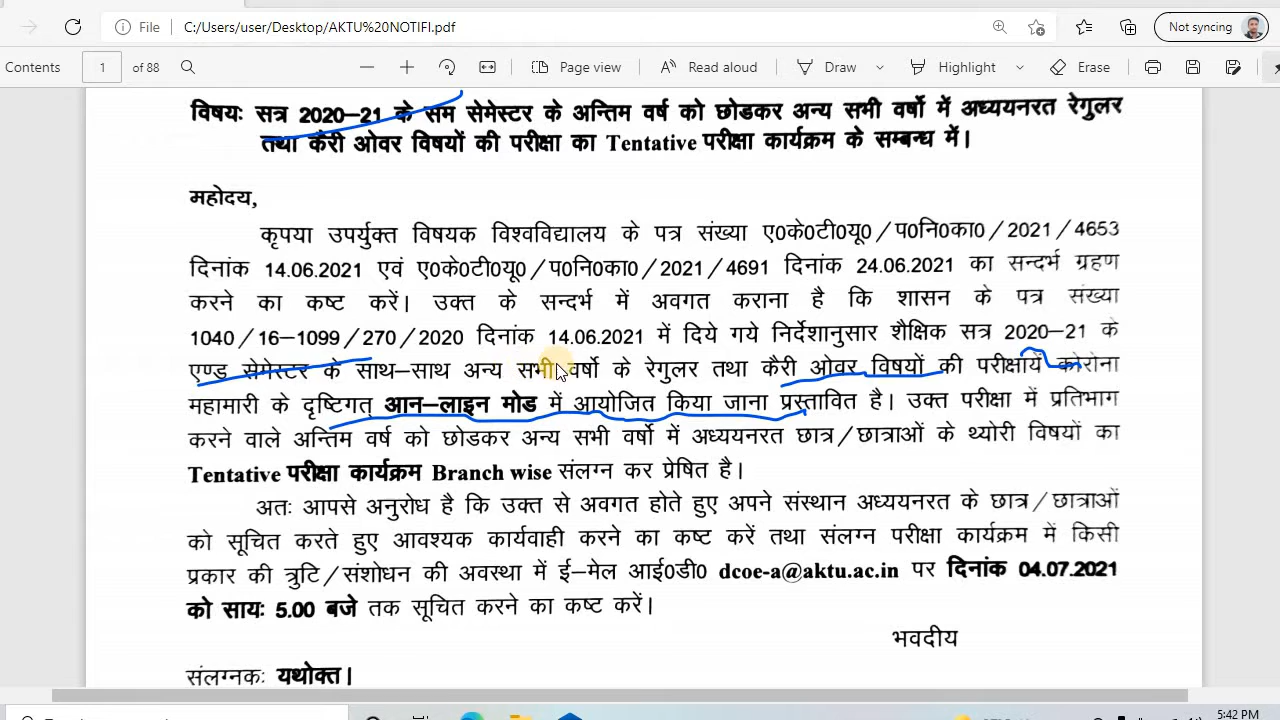 File C:/Users/user/Desktop/AKTU%20NOTIFI.pdf Not syncing
Contents 1 of 88 Page view Read aloud Draw Highlight Erase
विषयः सत्र 2020–21 के सम सेमेस्टर के अन्तिम वर्ष को छोडकर अन्य सभी वर्षो में अध्ययनरत रेगुलर
तथा कैरी ओवर विषयों की परीक्षा का Tentative परीक्षा कार्यक्रम के सम्बन्ध में।
महोदय,
कृपया उपर्युक्त विषयक विश्वविद्यालय के पत्र संख्या ए0के0टी0यू0/प0नि0का0/2021/4653
दिनांक 14.06.2021 एवं ए0के0टी0यू0/प0नि0का0/2021/4691 दिनांक 24.06.2021 का सन्दर्भ ग्रहण
करने का कष्ट करें। उक्त के सन्दर्भ में अवगत कराना है कि शासन के पत्र संख्या
1040/16–1099/270/2020 दिनांक 14.06.2021 में दिये गये निर्देशानुसार शैक्षिक सत्र 2020–21 के
एण्ड सेमेस्टर के साथ–साथ अन्य सभी वर्षो के रेगुलर तथा कैरी ओवर विषयों की परीक्षायें कोरोना
महामारी के दृष्टिगत् आन–लाइन मोड में आयोजित किया जाना प्रस्तावित है। उक्त परीक्षा में प्रतिभाग
करने वाले अन्तिम वर्ष को छोडकर अन्य सभी वर्षो में अध्ययनरत छात्र/छात्राओं के थ्योरी विषयों का
Tentative परीक्षा कार्यक्रम Branch wise संलग्न कर प्रेषित है।
अतः आपसे अनुरोध है कि उक्त से अवगत होते हुए अपने संस्थान अध्ययनरत के छात्र/छात्राओं
को सूचित करते हुए आवश्यक कार्यवाही करने का कष्ट करें तथा संलग्न परीक्षा कार्यक्रम में किसी
प्रकार की त्रुटि/संशोधन की अवस्था में ई–मेल आई0डी0 dcoe-a@aktu.ac.in पर दिनांक 04.07.2021
को सायः 5.00 बजे तक सूचित करने का कष्ट करें।
भवदीय
संलग्नकः यथोक्त।
5:42 PM